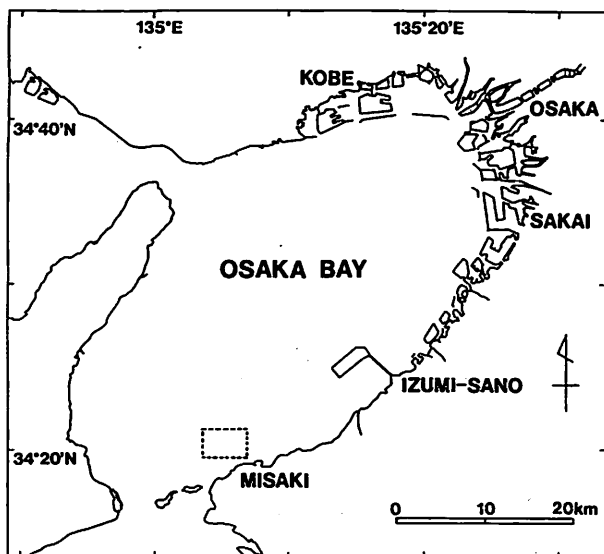 135°E 135°20'E
KOBE
OSAKA
34°40'N
SAKAI
OSAKA BAY
IZUMI-SANO
34°20'N
MISAKI
0 10 20km